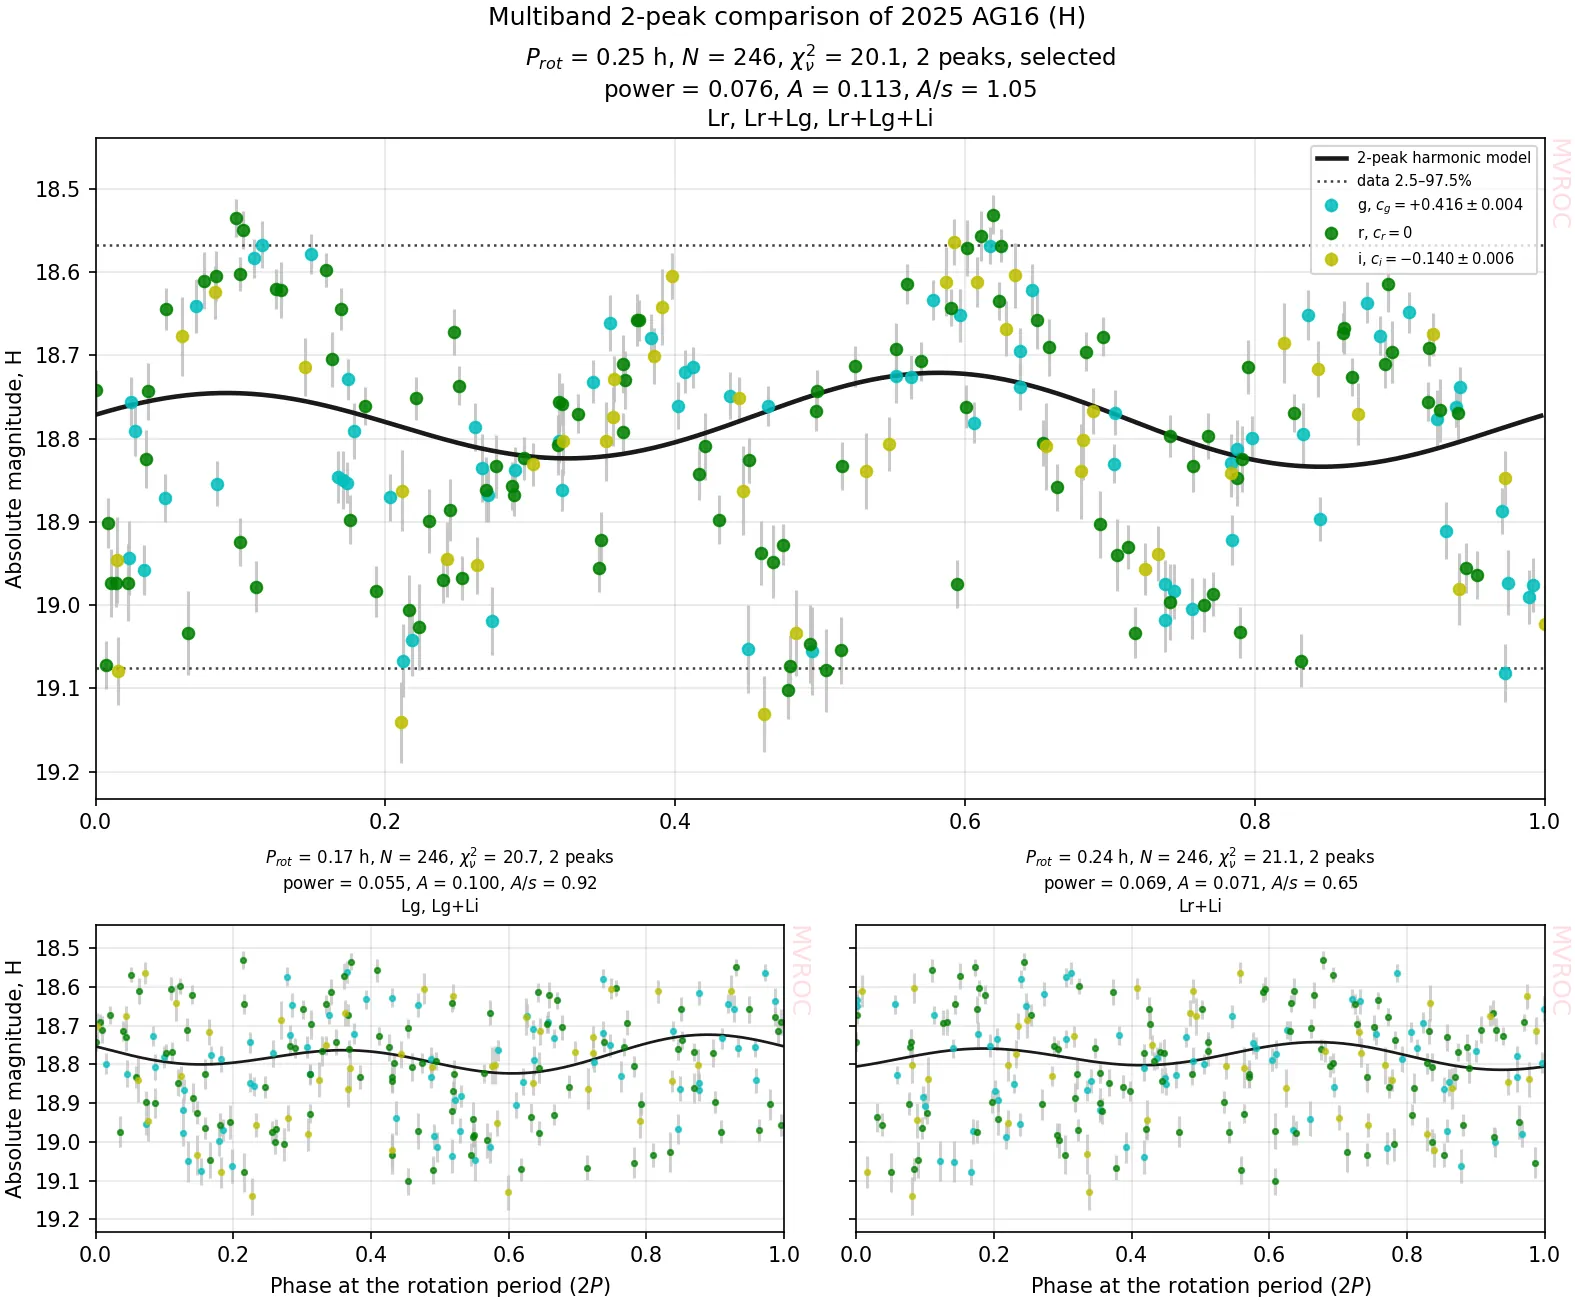 Multiband 2-peak comparison of 2025 AG16 (H)
P_rot = 0.25 h, N = 246, χ²_ν = 20.1, 2 peaks, selected
power = 0.076, A = 0.113, A/s = 1.05
Lr, Lr+Lg, Lr+Lg+Li
2-peak harmonic model
data 2.5–97.5%
g, c_g = +0.416 ± 0.004
r, c_r = 0
i, c_i = −0.140 ± 0.006
MVROC
Absolute magnitude, H
18.5
18.6
18.7
18.8
18.9
19.0
19.1
19.2
0.0 0.2 0.4 0.6 0.8 1.0
P_rot = 0.17 h, N = 246, χ²_ν = 20.7, 2 peaks
power = 0.055, A = 0.100, A/s = 0.92
Lg, Lg+Li
MVROC
Absolute magnitude, H
18.5
18.6
18.7
18.8
18.9
19.0
19.1
19.2
0.0 0.2 0.4 0.6 0.8 1.0
Phase at the rotation period (2P)
P_rot = 0.24 h, N = 246, χ²_ν = 21.1, 2 peaks
power = 0.069, A = 0.071, A/s = 0.65
Lr+Li
MVROC
0.0 0.2 0.4 0.6 0.8 1.0
Phase at the rotation period (2P)